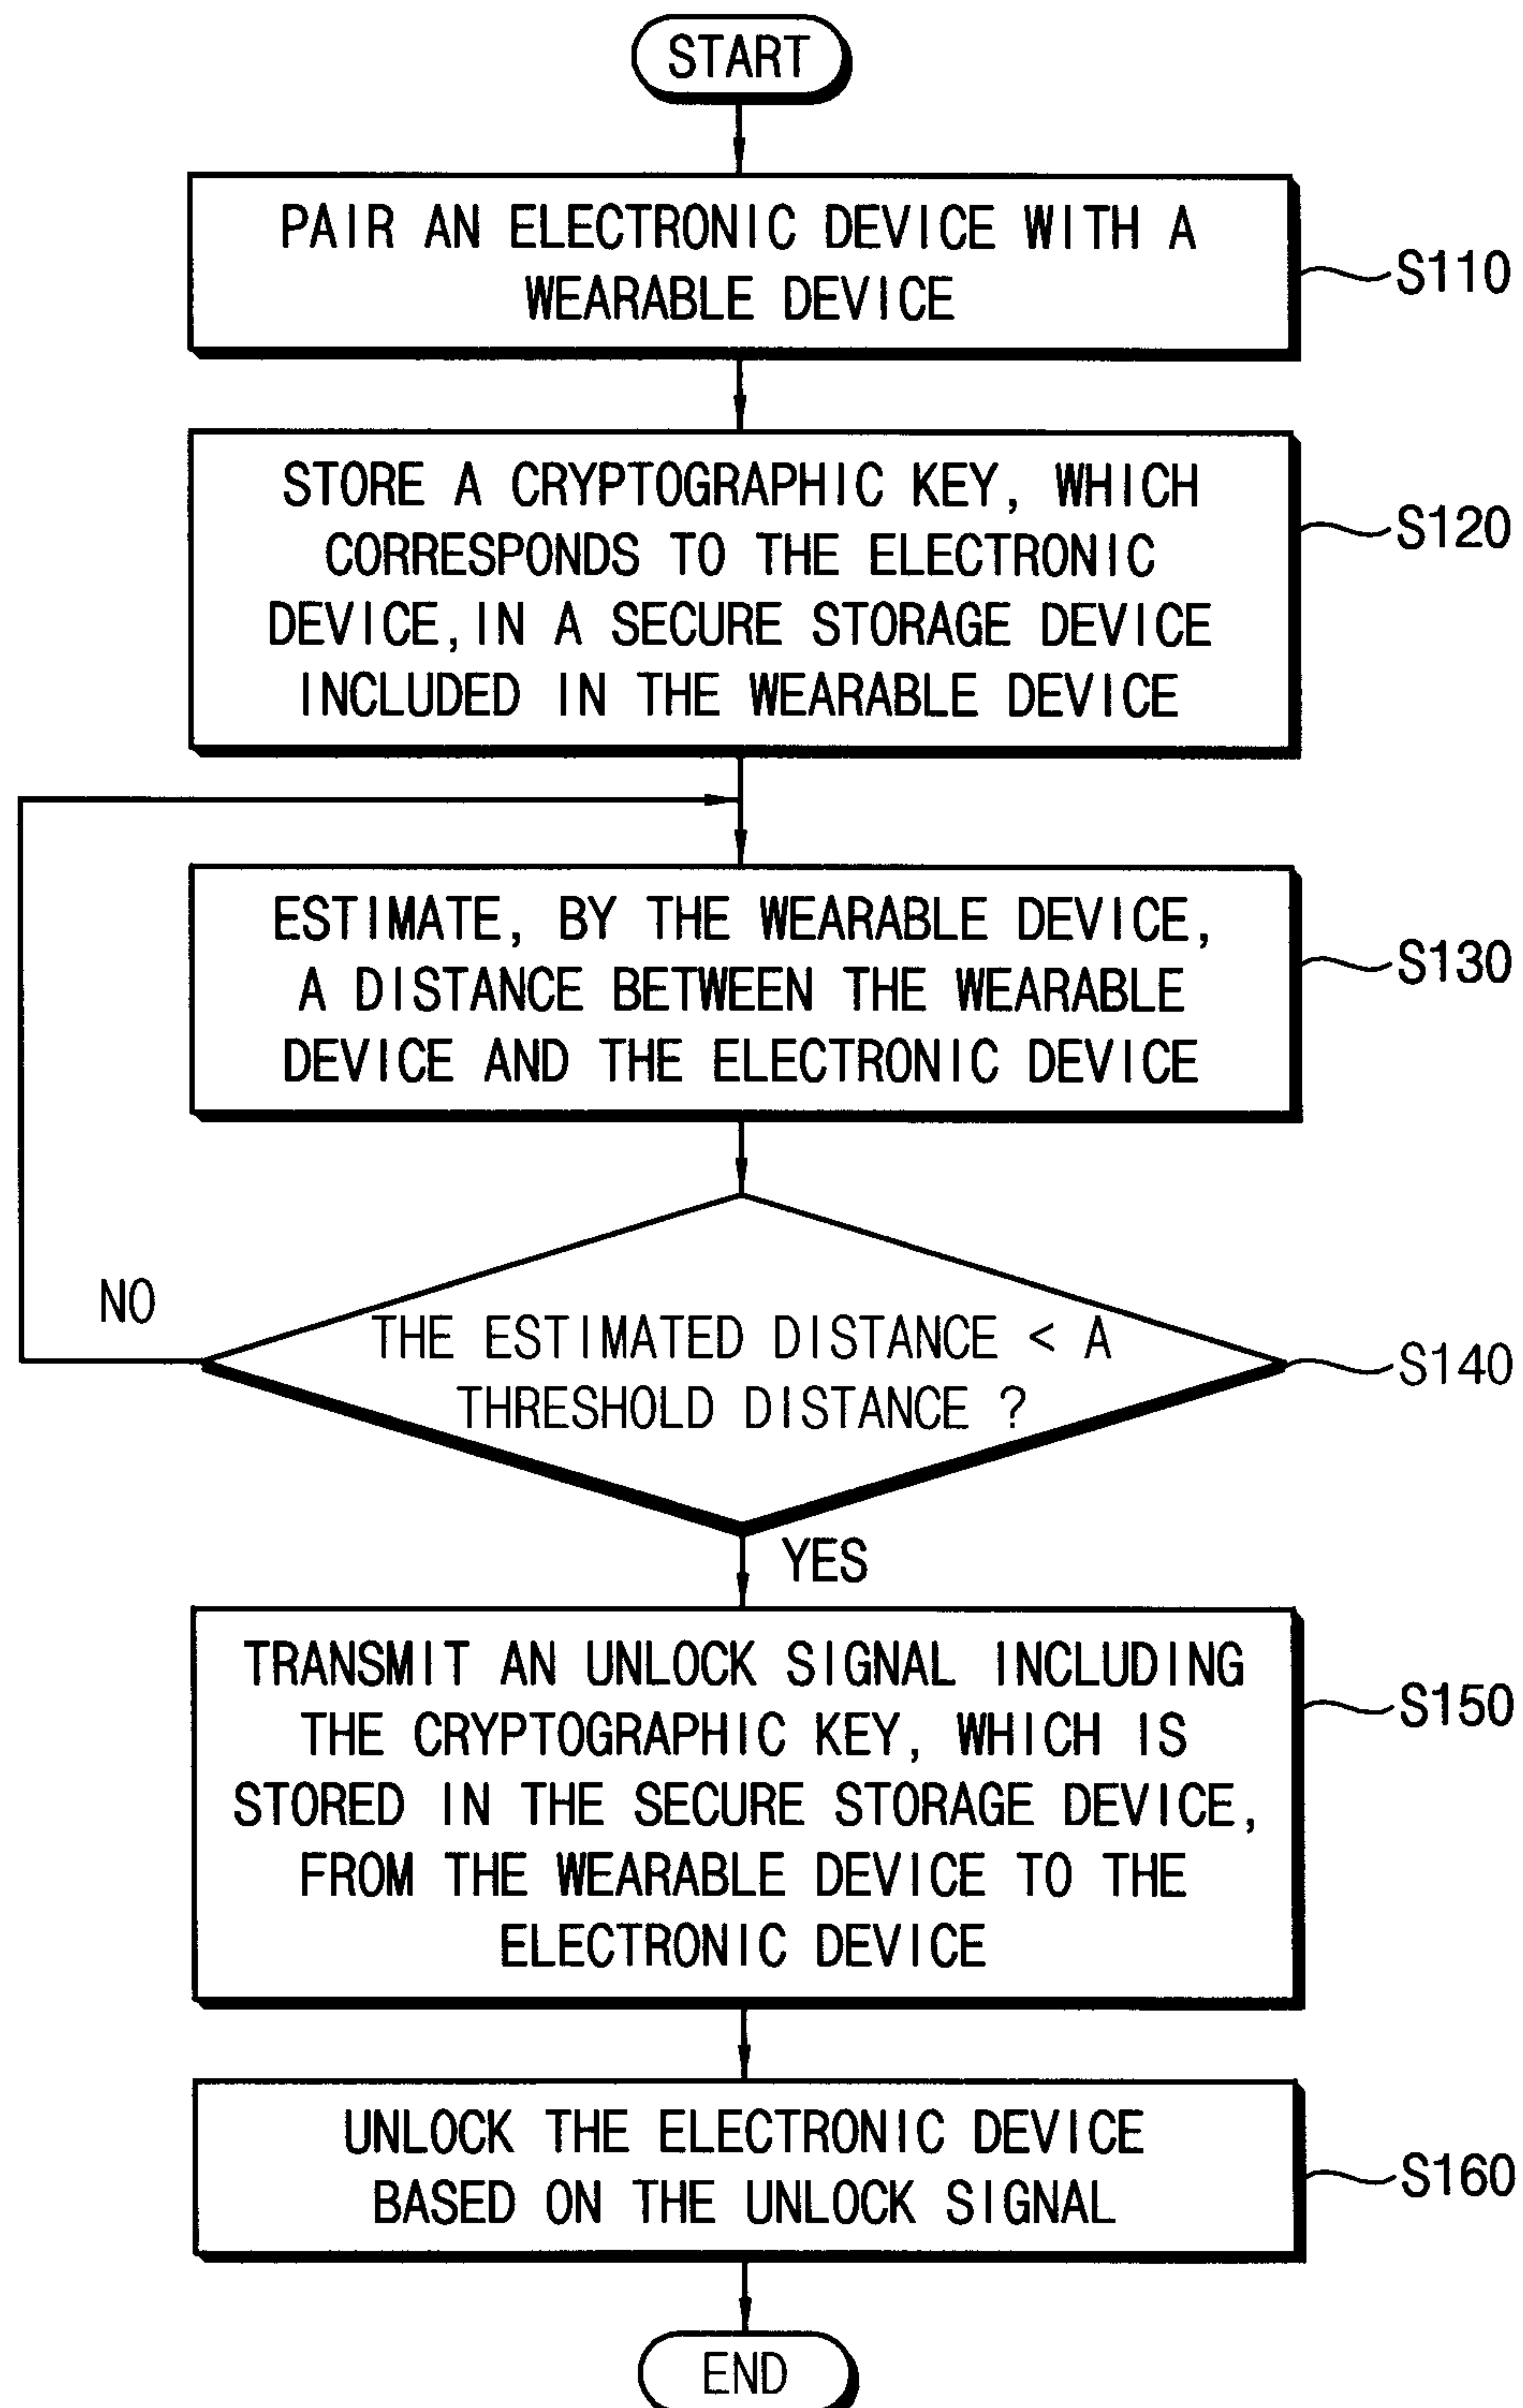 START
PAIR AN ELECTRONIC DEVICE WITH A
WEARABLE DEVICE
S110
STORE A CRYPTOGRAPHIC KEY, WHICH
CORRESPONDS TO THE ELECTRONIC
DEVICE, IN A SECURE STORAGE DEVICE
INCLUDED IN THE WEARABLE DEVICE
S120
ESTIMATE, BY THE WEARABLE DEVICE,
A DISTANCE BETWEEN THE WEARABLE
DEVICE AND THE ELECTRONIC DEVICE
S130
NO
THE ESTIMATED DISTANCE < A
THRESHOLD DISTANCE ?
S140
YES
TRANSMIT AN UNLOCK SIGNAL INCLUDING
THE CRYPTOGRAPHIC KEY, WHICH IS
STORED IN THE SECURE STORAGE DEVICE,
FROM THE WEARABLE DEVICE TO THE
ELECTRONIC DEVICE
S150
UNLOCK THE ELECTRONIC DEVICE
BASED ON THE UNLOCK SIGNAL
S160
END